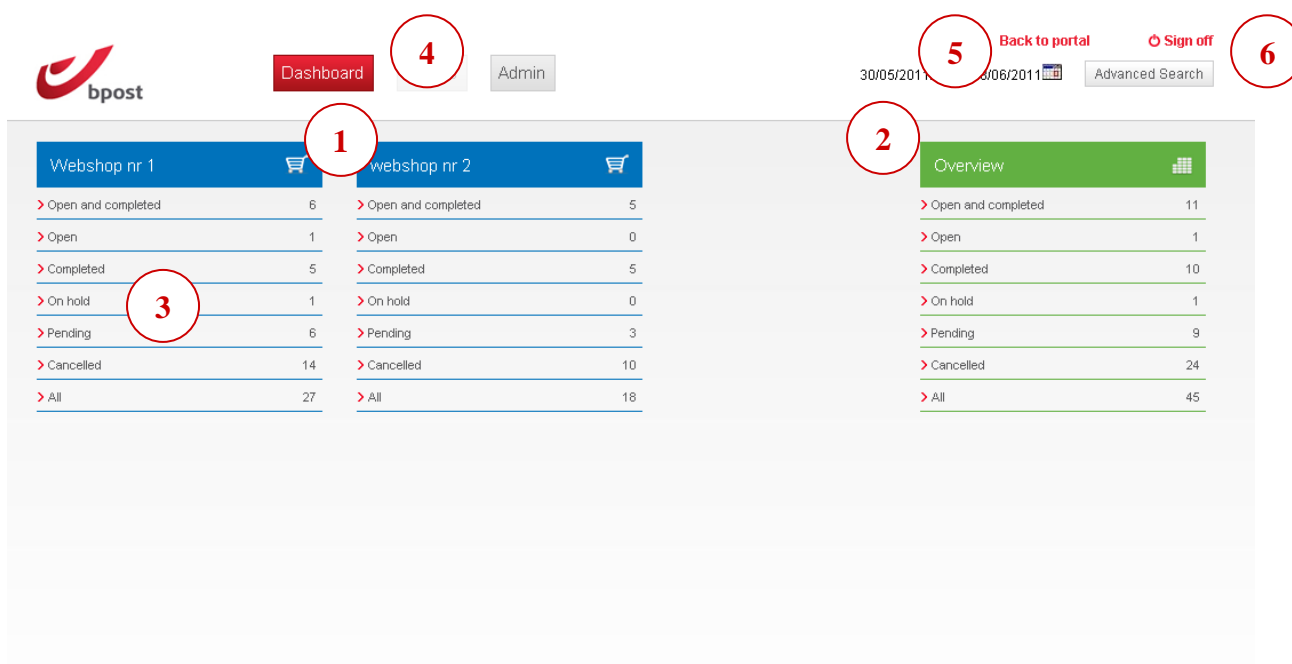 Back to portal Sign off
4 5 6
bpost Dashboard Admin 30/05/2011 /06/2011 Advanced Search
1 2
Webshop nr 1 webshop nr 2 Overview
Open and completed 6 Open and completed 5 Open and completed 11
Open 1 Open 0 Open 1
Completed 5 Completed 5 Completed 10
3
On hold 1 On hold 0 On hold 1
Pending 6 Pending 3 Pending 9
Cancelled 14 Cancelled 10 Cancelled 24
All 27 All 18 All 45